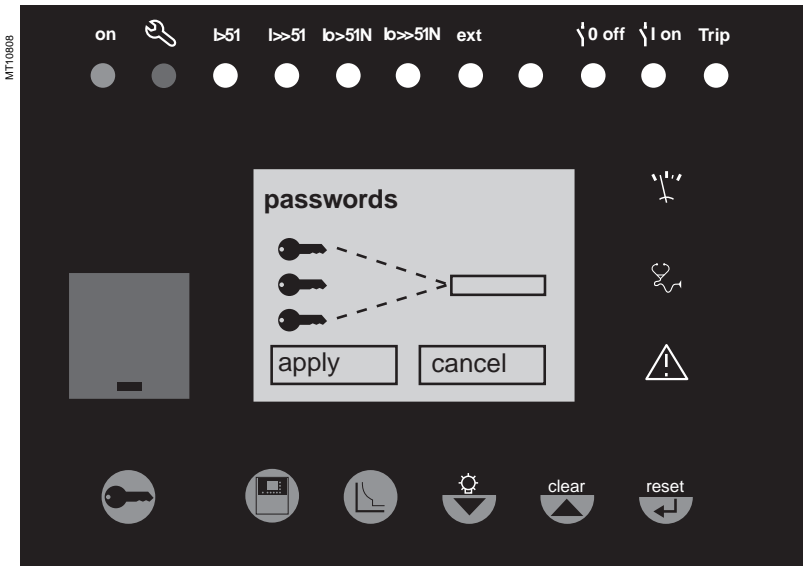 MT10808
on I>51 I>>51 Io>51N Io>>51N ext 0 off I on Trip
passwords
apply cancel
clear reset